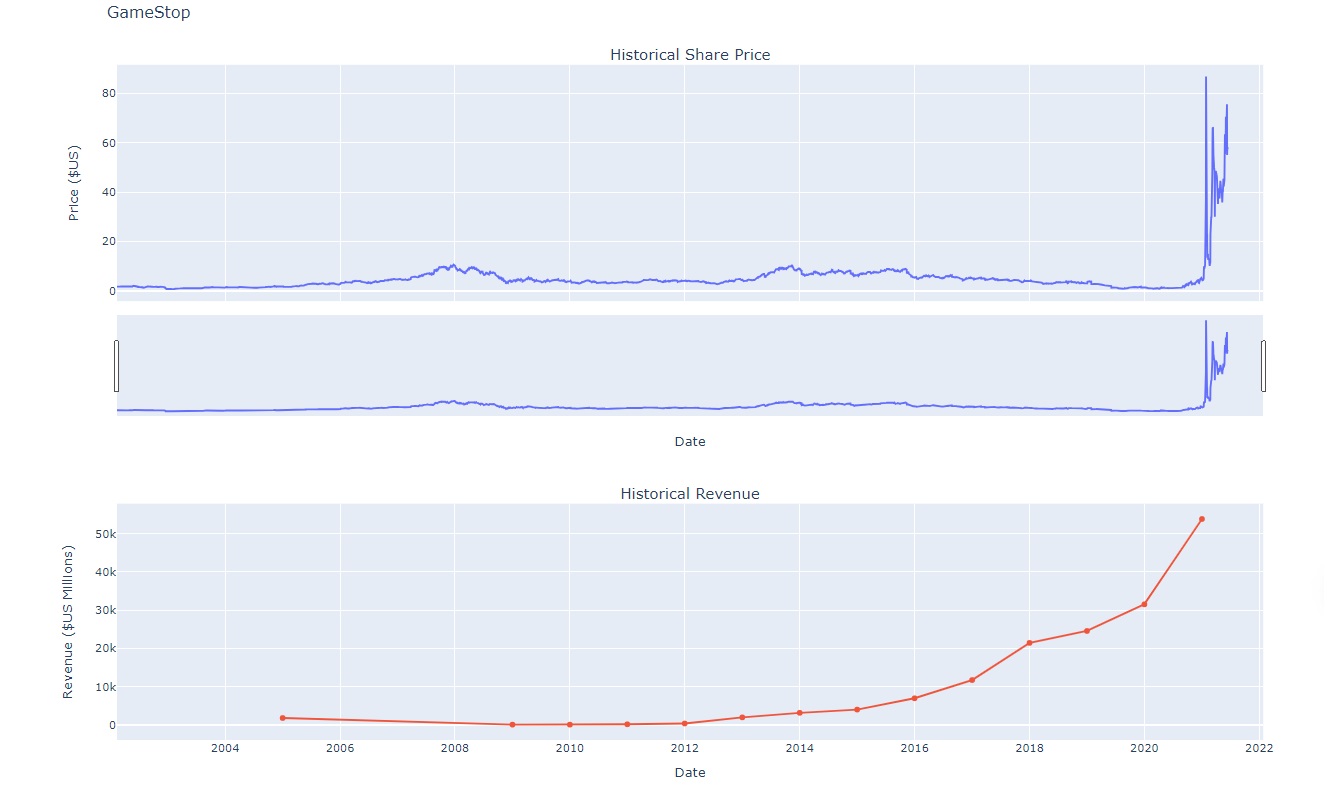 GameStop
Historical Share Price
80
60
40
20
0
Price ($US)
Date
Historical Revenue
50k
40k
30k
20k
10k
0
Revenue ($US Millions)
2004 2006 2008 2010 2012 2014 2016 2018 2020 2022
Date